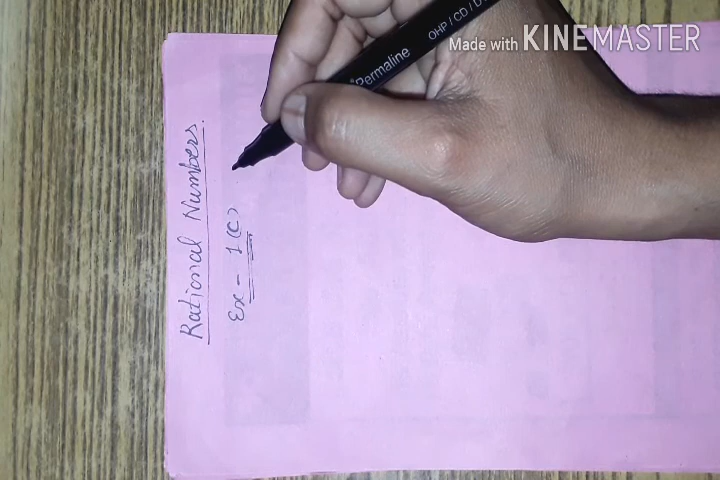 Rational Numbers.
Ex - 1(C)
Permaline OHP/CD/D
Made with KINEMASTER